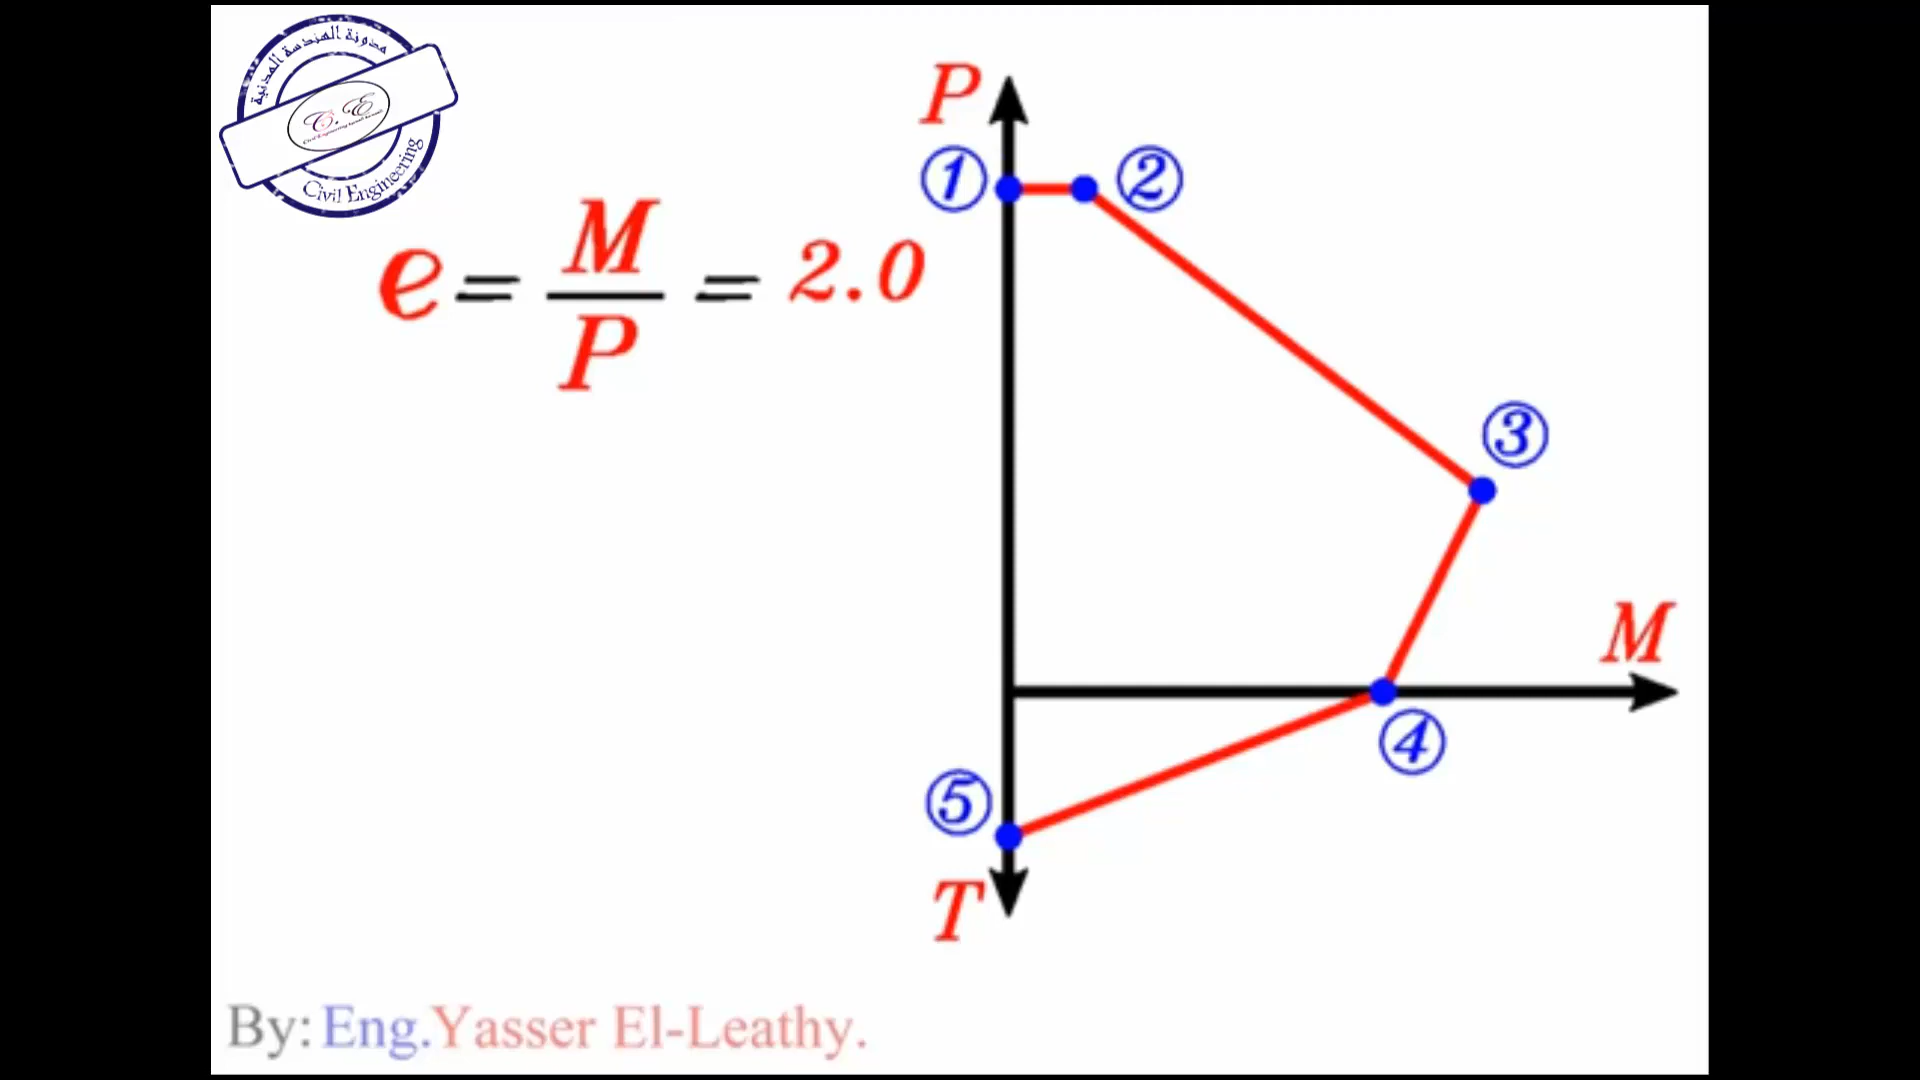 مدونة الهندسة المدنية
C. E
Civil Engineering
P
① ②
e = M/P = 2.0
③
M
④
⑤
T
By: Eng.Yasser El-Leathy.